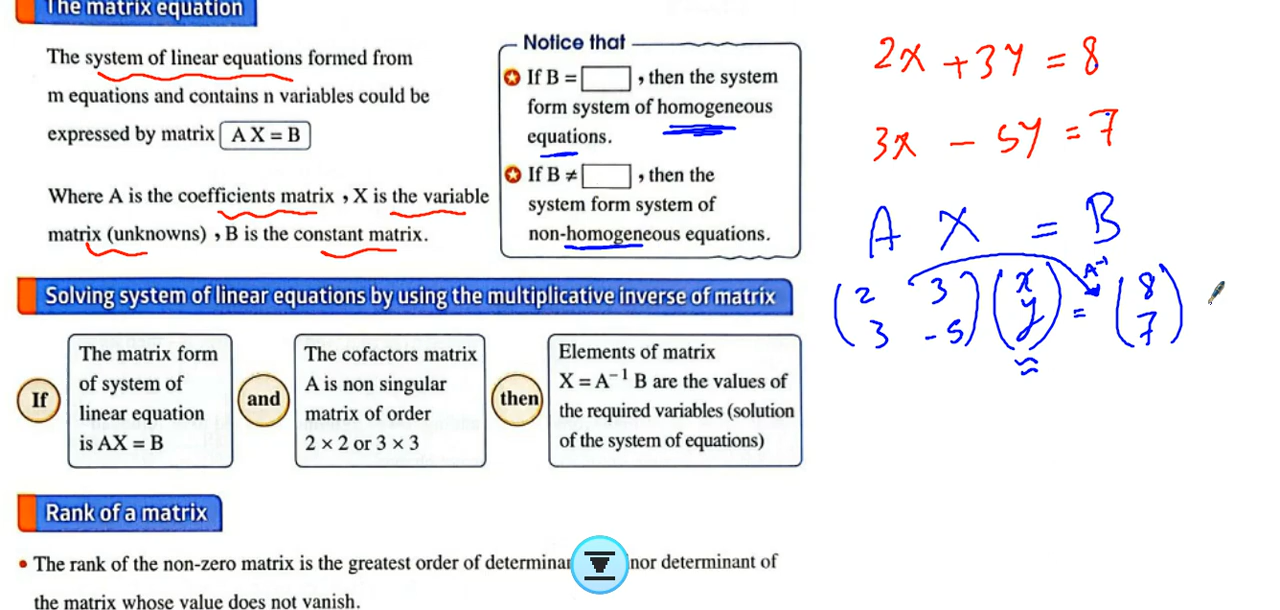 The matrix equation
The system of linear equations formed from
m equations and contains n variables could be
expressed by matrix A X = B
Where A is the coefficients matrix , X is the variable
matrix (unknowns) , B is the constant matrix.
Notice that
If B = □ , then the system
form system of homogeneous
equations.
If B ≠ □ , then the
system form system of
non-homogeneous equations.
2x + 3y = 8
3x - 5y = 7
A X = B
A⁻¹
(2 3) (x) = (8)
(3 -5) (y) (7)
Solving system of linear equations by using the multiplicative inverse of matrix
If
The matrix form
of system of
linear equation
is AX = B
and
The cofactors matrix
A is non singular
matrix of order
2 × 2 or 3 × 3
then
Elements of matrix
X = A⁻¹ B are the values of
the required variables (solution
of the system of equations)
Rank of a matrix
• The rank of the non-zero matrix is the greatest order of determinan nor determinant of
the matrix whose value does not vanish.